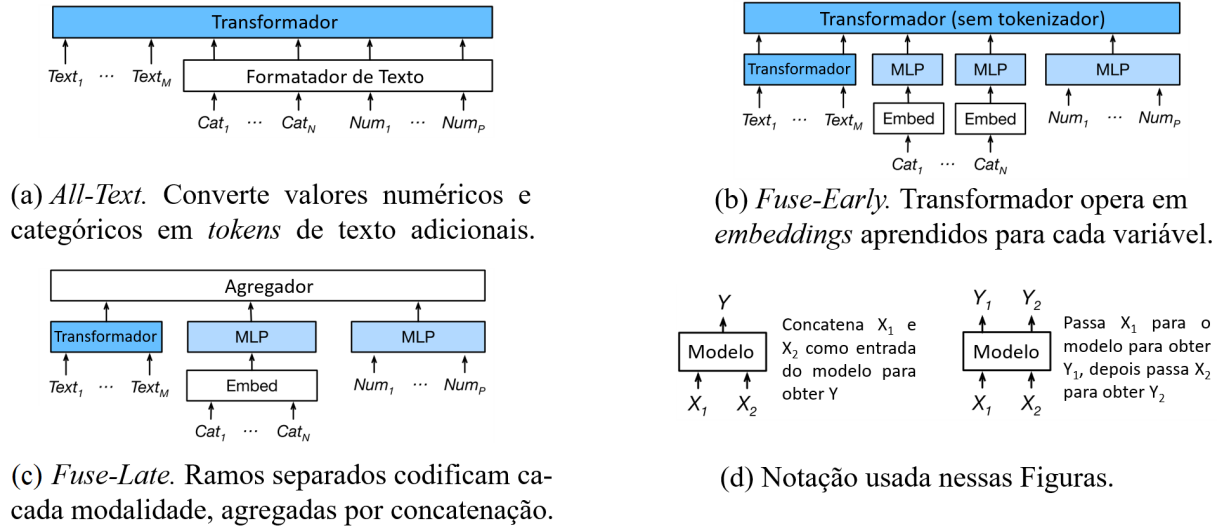 Transformador
Text1 ... TextM
Formatador de Texto
Cat1 ... CatN Num1 ... NumP
(a) All-Text. Converte valores numéricos e
categóricos em tokens de texto adicionais.
Transformador (sem tokenizador)
Transformador MLP MLP MLP
Text1 ... TextM Embed Embed Num1 ... NumP
Cat1 ... CatN
(b) Fuse-Early. Transformador opera em
embeddings aprendidos para cada variável.
Agregador
Transformador MLP MLP
Text1 ... TextM Embed Num1 ... NumP
Cat1 ... CatN
(c) Fuse-Late. Ramos separados codificam ca-
cada modalidade, agregadas por concatenação.
Y
Modelo
X1 X2
Concatena X1 e
X2 como entrada
do modelo para
obter Y
Y1 Y2
Modelo
X1 X2
Passa X1 para o
modelo para obter
Y1, depois passa X2
para obter Y2
(d) Notação usada nessas Figuras.